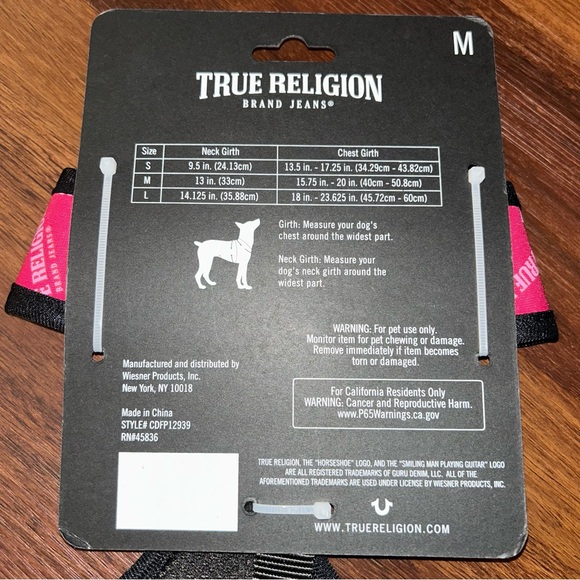 M
TRUE RELIGION
BRAND JEANS®
Size Neck Girth Chest Girth
S 9.5 in. (24.13cm) 13.5 in. - 17.25 in. (34.29cm - 43.82cm)
M 13 in. (33cm) 15.75 in. - 20 in. (40cm - 50.8cm)
L 14.125 in. (35.88cm) 18 in. - 23.625 in. (45.72cm - 60cm)
Girth: Measure your dog's
chest around the widest part.
Neck Girth: Measure your
dog's neck girth around the
widest part.
TRUE RELIGION
BRAND JEANS®
TRUE
WARNING: For pet use only.
Monitor item for pet chewing or damage.
Remove immediately if item becomes
torn or damaged.
Manufactured and distributed by
Wiesner Products, Inc.
New York, NY 10018
For California Residents Only
WARNING: Cancer and Reproductive Harm.
www.P65Warnings.ca.gov
Made in China
STYLE# CDFP12939
RN#45836
TRUE RELIGION, THE "HORSESHOE" LOGO, AND THE "SMILING MAN PLAYING GUITAR" LOGO
ARE ALL REGISTERED TRADEMARKS OF GURU DENIM, LLC. ALL OF THE
AFOREMENTIONED TRADEMARKS ARE USED UNDER LICENSE BY WIESNER PRODUCTS, INC.
WWW.TRUERELIGION.COM